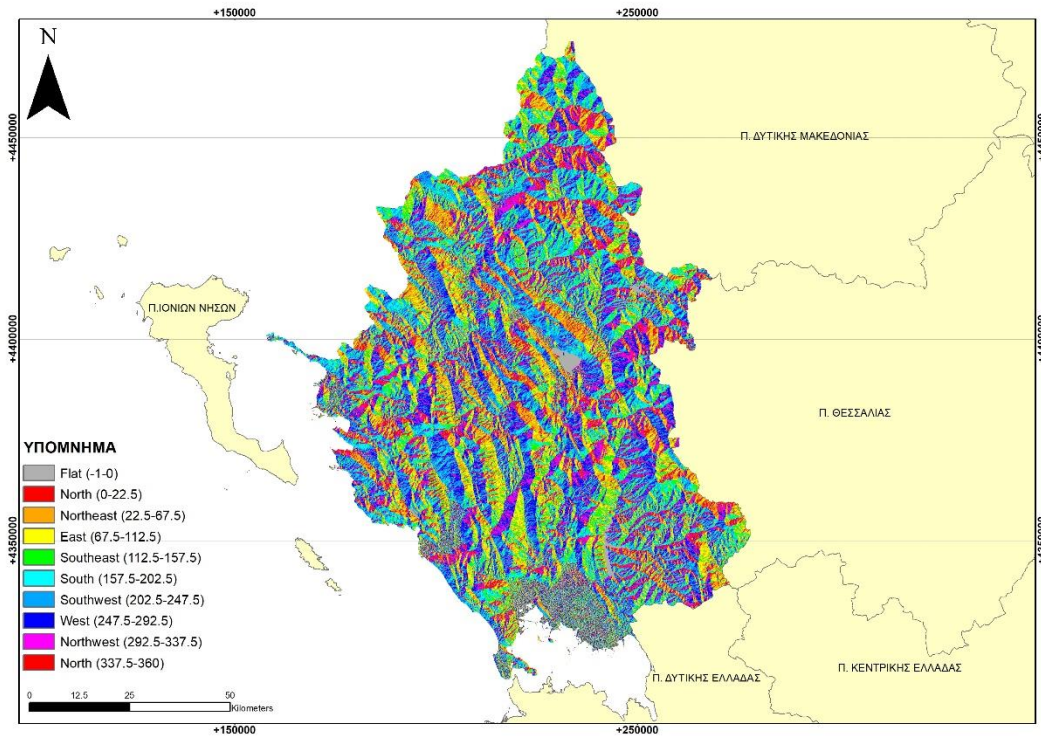 +150000
+250000
N
+4450000
+4450000
Π. ΔΥΤΙΚΗΣ ΜΑΚΕΔΟΝΙΑΣ
Π.ΙΟΝΙΩΝ ΝΗΣΩΝ
+4400000
+4400000
Π. ΘΕΣΣΑΛΙΑΣ
ΥΠΟΜΝΗΜΑ
Flat (-1-0)
North (0-22.5)
Northeast (22.5-67.5)
East (67.5-112.5)
Southeast (112.5-157.5)
South (157.5-202.5)
Southwest (202.5-247.5)
West (247.5-292.5)
Northwest (292.5-337.5)
North (337.5-360)
+4350000
+4350000
Π. ΔΥΤΙΚΗΣ ΕΛΛΑΔΑΣ
Π. ΚΕΝΤΡΙΚΗΣ ΕΛΛΑΔΑΣ
0 12.5 25 50
Kilometers
+150000
+250000